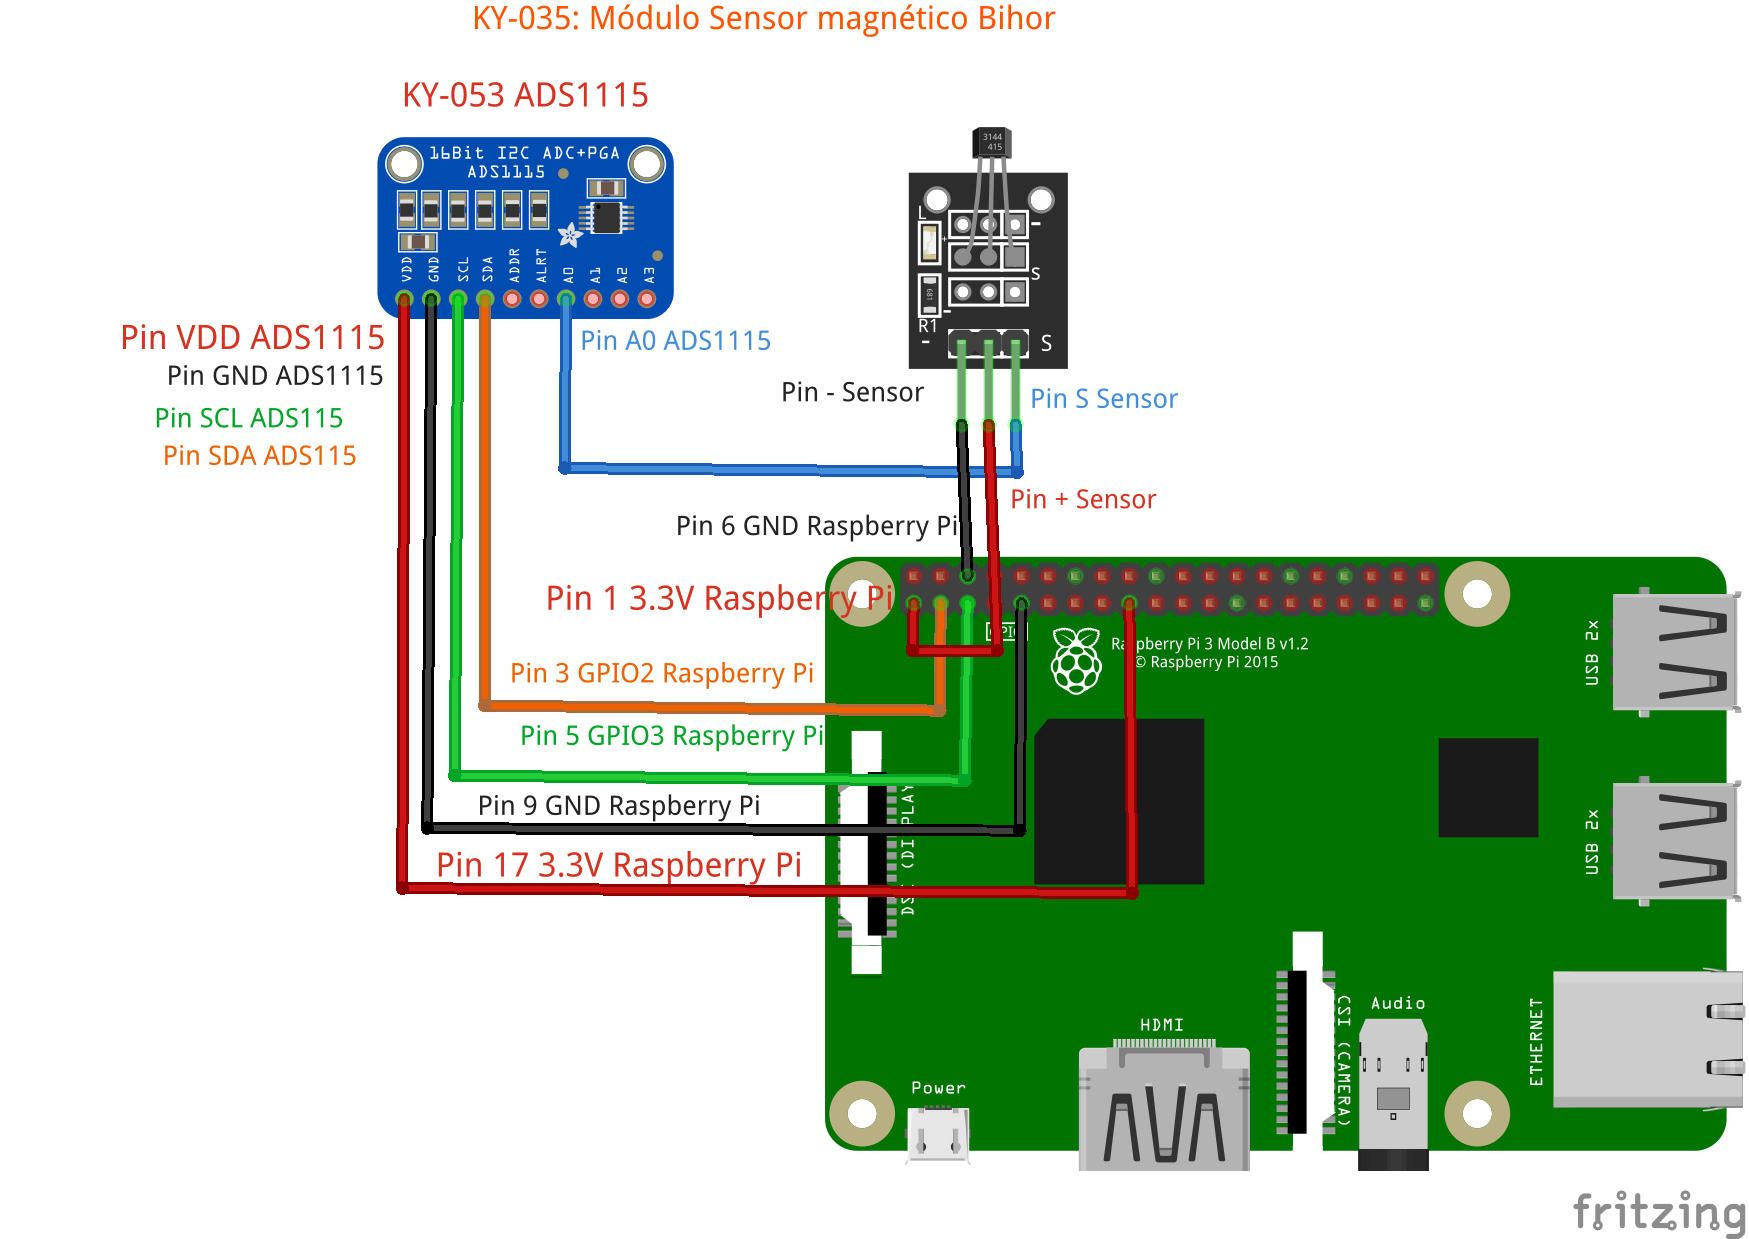 KY-035: Módulo Sensor magnético Bihor
KY-053 ADS1115
16Bit I2C ADC+PGA
ADS1115
VDD
GND
SCL
SDA
ADDR
ALRT
A0
A1
A2
A3
3144
415
L
+
-
S
-
R1
189
-
S
Pin VDD ADS1115
Pin GND ADS1115
Pin SCL ADS115
Pin SDA ADS115
Pin A0 ADS1115
Pin - Sensor
Pin S Sensor
Pin + Sensor
Pin 6 GND Raspberry Pi
Pin 1 3.3V Raspberry Pi
GPIO
Raspberry Pi 3 Model B v1.2
© Raspberry Pi 2015
Pin 3 GPIO2 Raspberry Pi
Pin 5 GPIO3 Raspberry Pi
Pin 9 GND Raspberry Pi
Pin 17 3.3V Raspberry Pi
DSI (DISPLAY)
USB 2x
USB 2x
ETHERNET
CSI (CAMERA)
Audio
HDMI
Power
fritzing